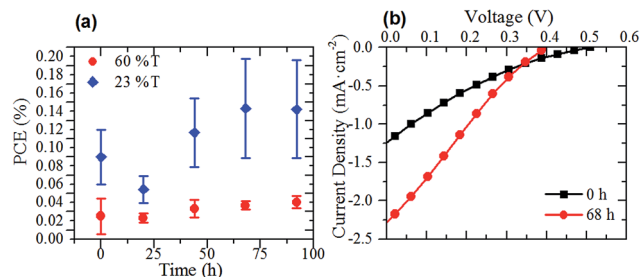 (a)
0.20
0.18
0.16
0.14
0.12
0.10
0.08
0.06
0.04
0.02
0.00
PCE (%)
60 %T
23 %T
0
25
50
75
100
Time (h)
(b)
Voltage (V)
0.0
0.1
0.2
0.3
0.4
0.5
0.6
0.0
-0.5
-1.0
-1.5
-2.0
-2.5
Current Density (mA·cm⁻²)
0 h
68 h